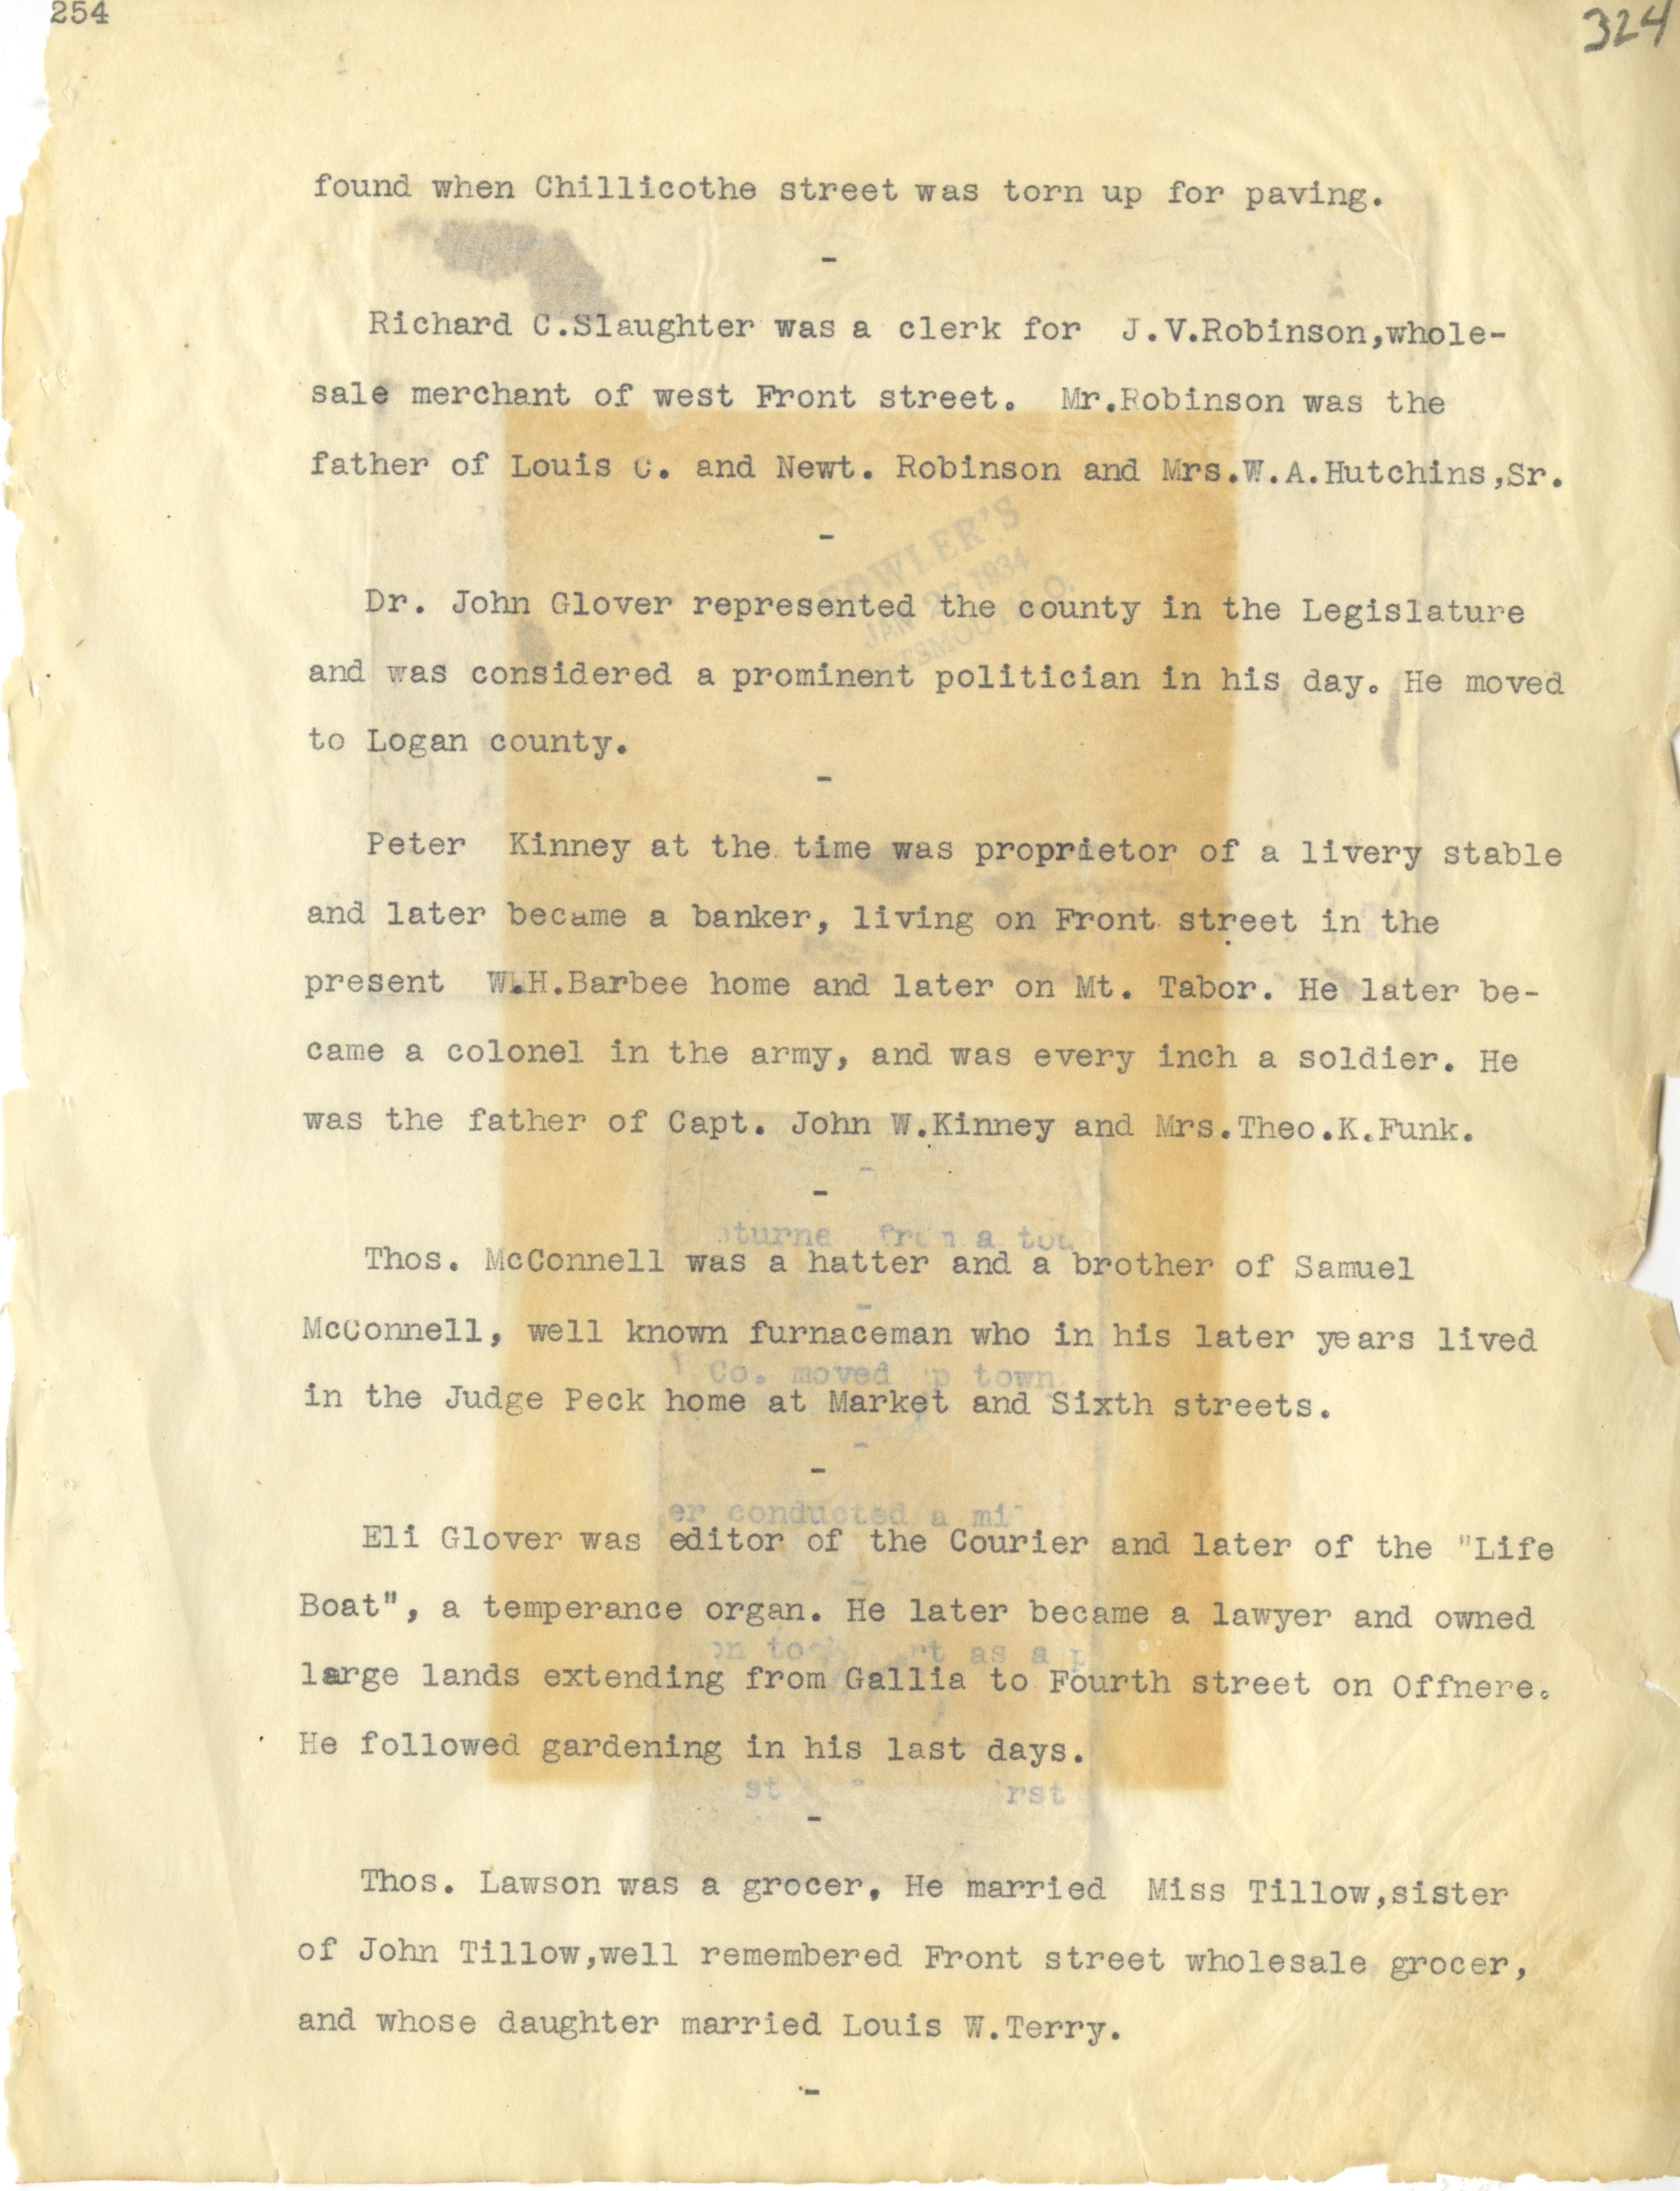 254
324
found when Chillicothe street was torn up for paving.
-
Richard C.Slaughter was a clerk for J.V.Robinson,whole-
sale merchant of west Front street. Mr.Robinson was the
father of Louis C. and Newt. Robinson and Mrs.W.A.Hutchins,Sr.
-
Dr. John Glover represented the county in the Legislature
and was considered a prominent politician in his day. He moved
to Logan county.
-
Peter Kinney at the time was proprietor of a livery stable
and later became a banker, living on Front street in the
present W.H.Barbee home and later on Mt. Tabor. He later be-
came a colonel in the army, and was every inch a soldier. He
was the father of Capt. John W.Kinney and Mrs.Theo.K.Funk.
-
Thos. McConnell was a hatter and a brother of Samuel
McConnell, well known furnaceman who in his later years lived
Co. moved town
in the Judge Peck home at Market and Sixth streets.
-
er conducted a
Eli Glover was editor of the Courier and later of the "Life
Boat", a temperance organ. He later became a lawyer and owned
as a
large lands extending from Gallia to Fourth street on Offnere.
He followed gardening in his last days.
st rst
-
Thos. Lawson was a grocer. He married Miss Tillow,sister
of John Tillow,well remembered Front street wholesale grocer,
and whose daughter married Louis W.Terry.
-